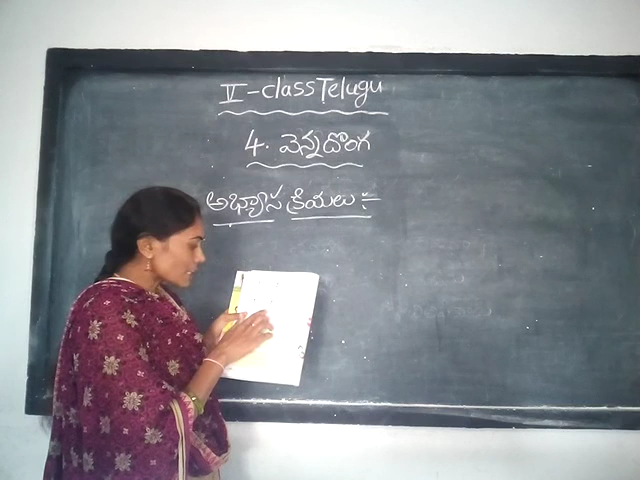 V-class Telugu
4. వెన్నదొంగ
అభ్యాస క్రియలు :-